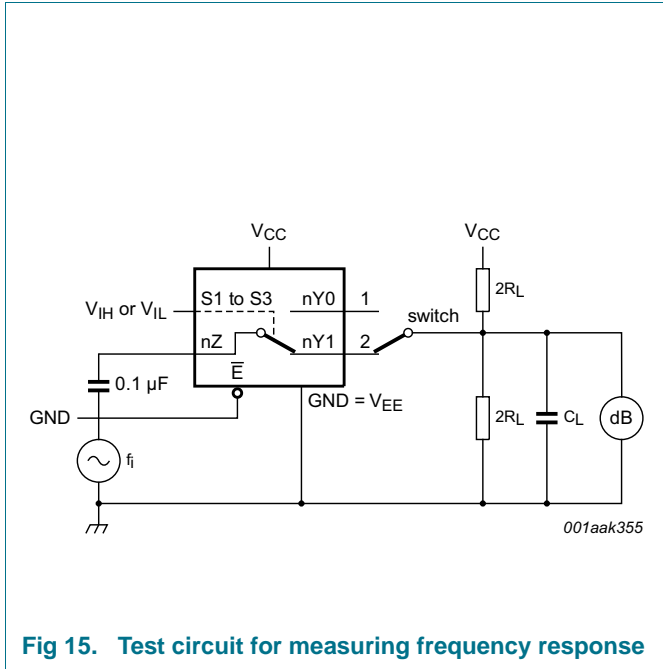 VCC
VCC
S1 to S3
nY0
1
2RL
VIH or VIL
switch
nZ
nY1
2
E
0.1 µF
GND = VEE
GND
2RL
CL
dB
fi
001aak355
Fig 15. Test circuit for measuring frequency response